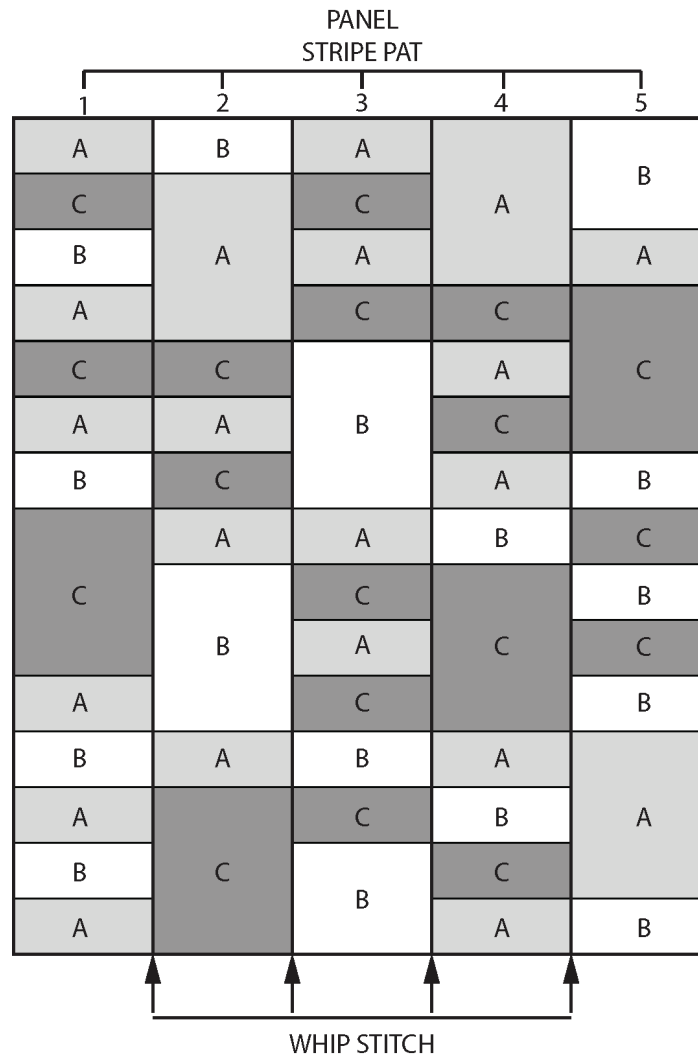 PANEL
STRIPE PAT
1 2 3 4 5
A B A A B
C A C
B A A
A C C C
C C B A
A A C
B C A B
C A A B C
B C C B
A C
A C B
B A B A A
A C C B
B B C
A A B
WHIP STITCH